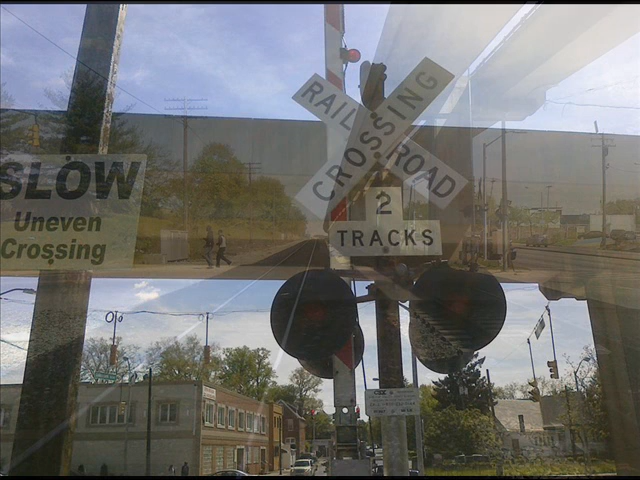 SLOW
Uneven
Crossing
RAIL ROAD
CROSSING
2
TRACKS